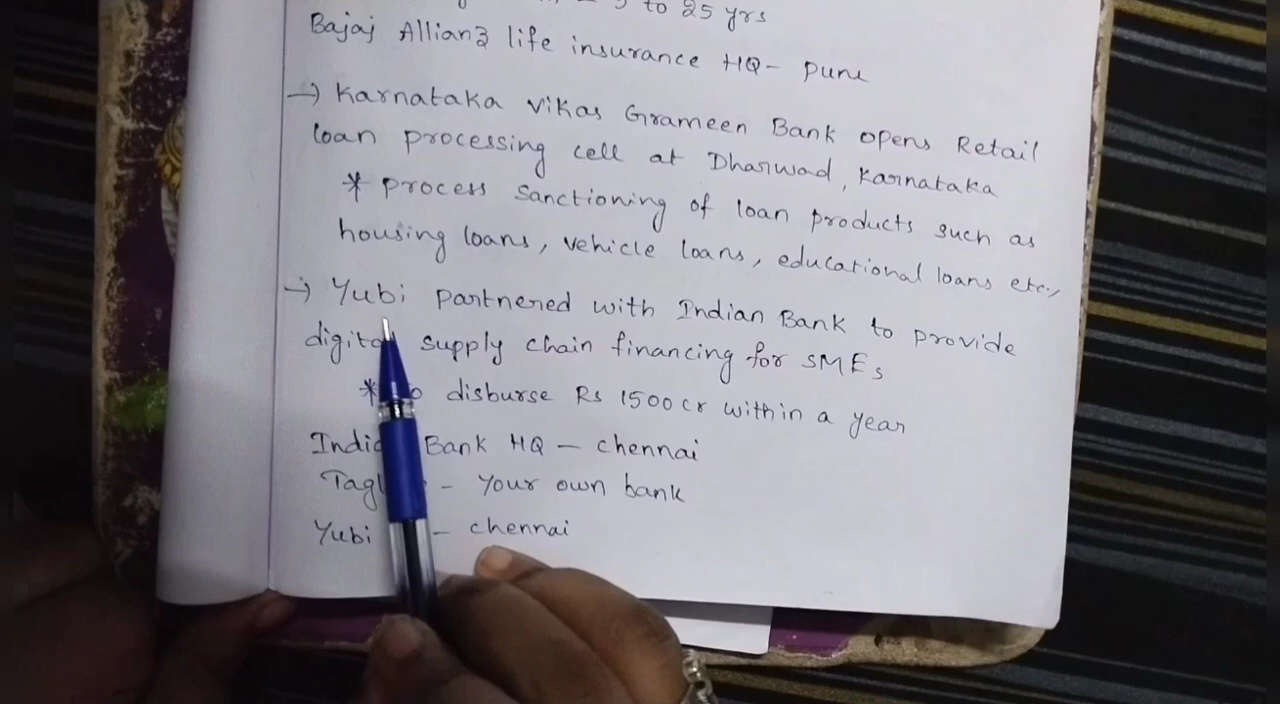 to 25 yrs
Bajaj Allianz life insurance HQ - Pune
→ Karnataka Vikas Grameen Bank opens Retail
loan processing cell at Dharwad, Karnataka
* process sanctioning of loan products such as
housing loans, vehicle loans, educational loans etc.,
→ Yubi partnered with Indian Bank to provide
supply chain financing for SMEs
* disburse Rs 1500 cr within a year
Bank HQ - Chennai
- Your own bank
Yubi - Chennai